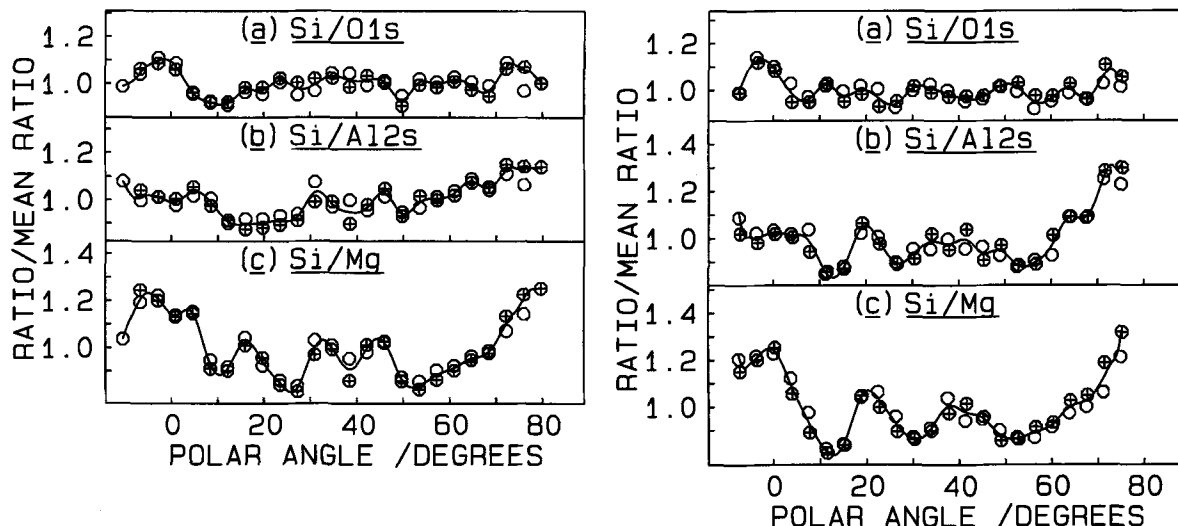 (a) Si/O1s
1.2
1.0
(b) Si/Al2s
1.2
1.0
(c) Si/Mg
1.4
1.2
1.0
RATIO/MEAN RATIO
0 20 40 60 80
POLAR ANGLE /DEGREES
(a) Si/O1s
1.2
1.0
(b) Si/Al2s
1.4
1.2
1.0
(c) Si/Mg
1.4
1.2
1.0
RATIO/MEAN RATIO
0 20 40 60 80
POLAR ANGLE /DEGREES